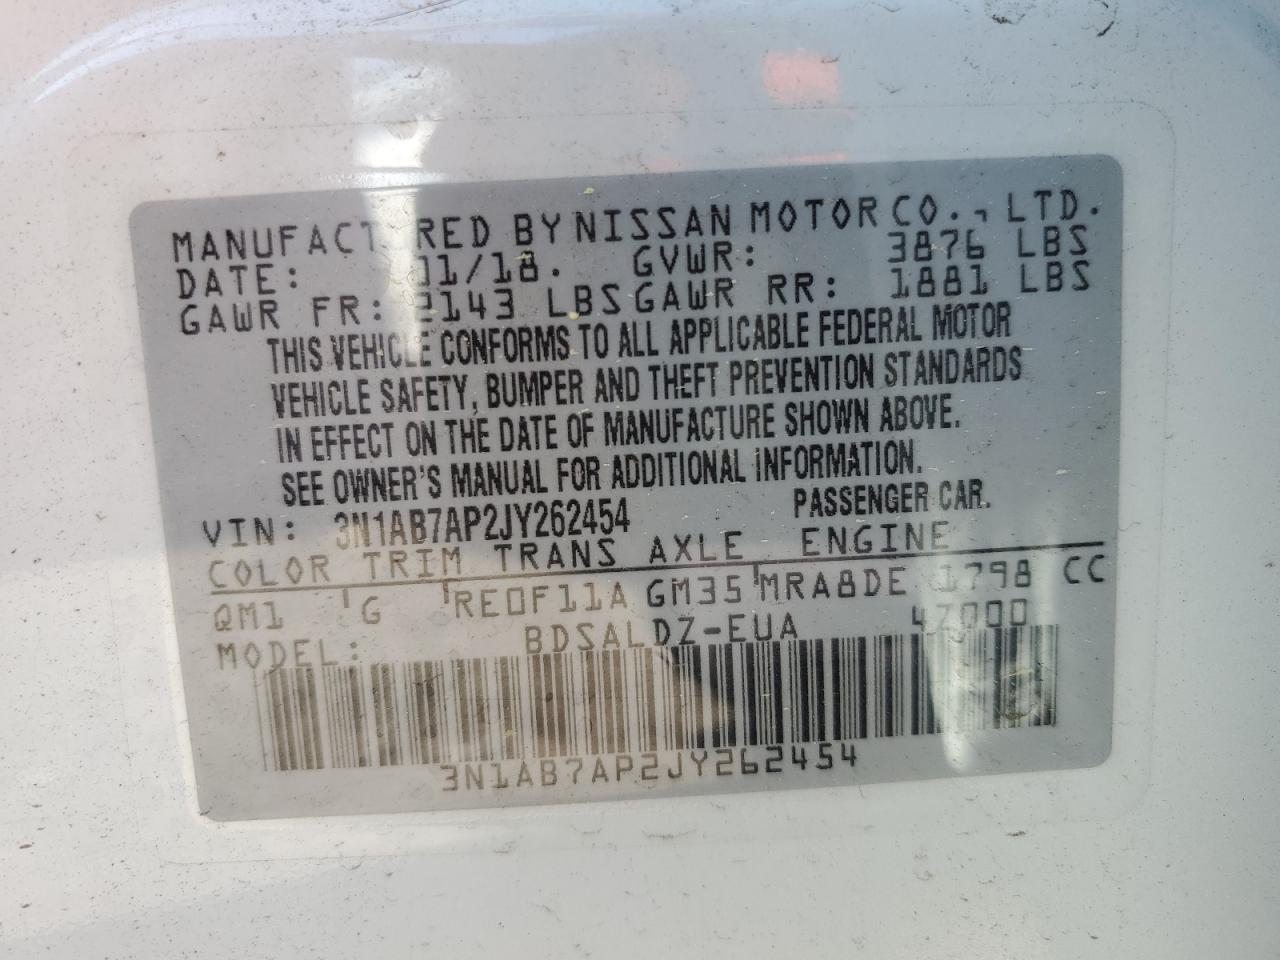 MANUFACTURED BY NISSAN MOTOR CO., LTD.
DATE: 01/18. GVWR: 3876 LBS
GAWR FR: 2143 LBS GAWR RR: 1881 LBS
THIS VEHICLE CONFORMS TO ALL APPLICABLE FEDERAL MOTOR
VEHICLE SAFETY, BUMPER AND THEFT PREVENTION STANDARDS
IN EFFECT ON THE DATE OF MANUFACTURE SHOWN ABOVE.
SEE OWNER'S MANUAL FOR ADDITIONAL INFORMATION.
VIN: 3N1AB7AP2JY262454 PASSENGER CAR.
COLOR TRIM TRANS AXLE ENGINE
QM1 G RE0F11A GM35 MRA8DE 1798 CC
MODEL: BDSALDZ-EUA 47000
3N1AB7AP2JY262454